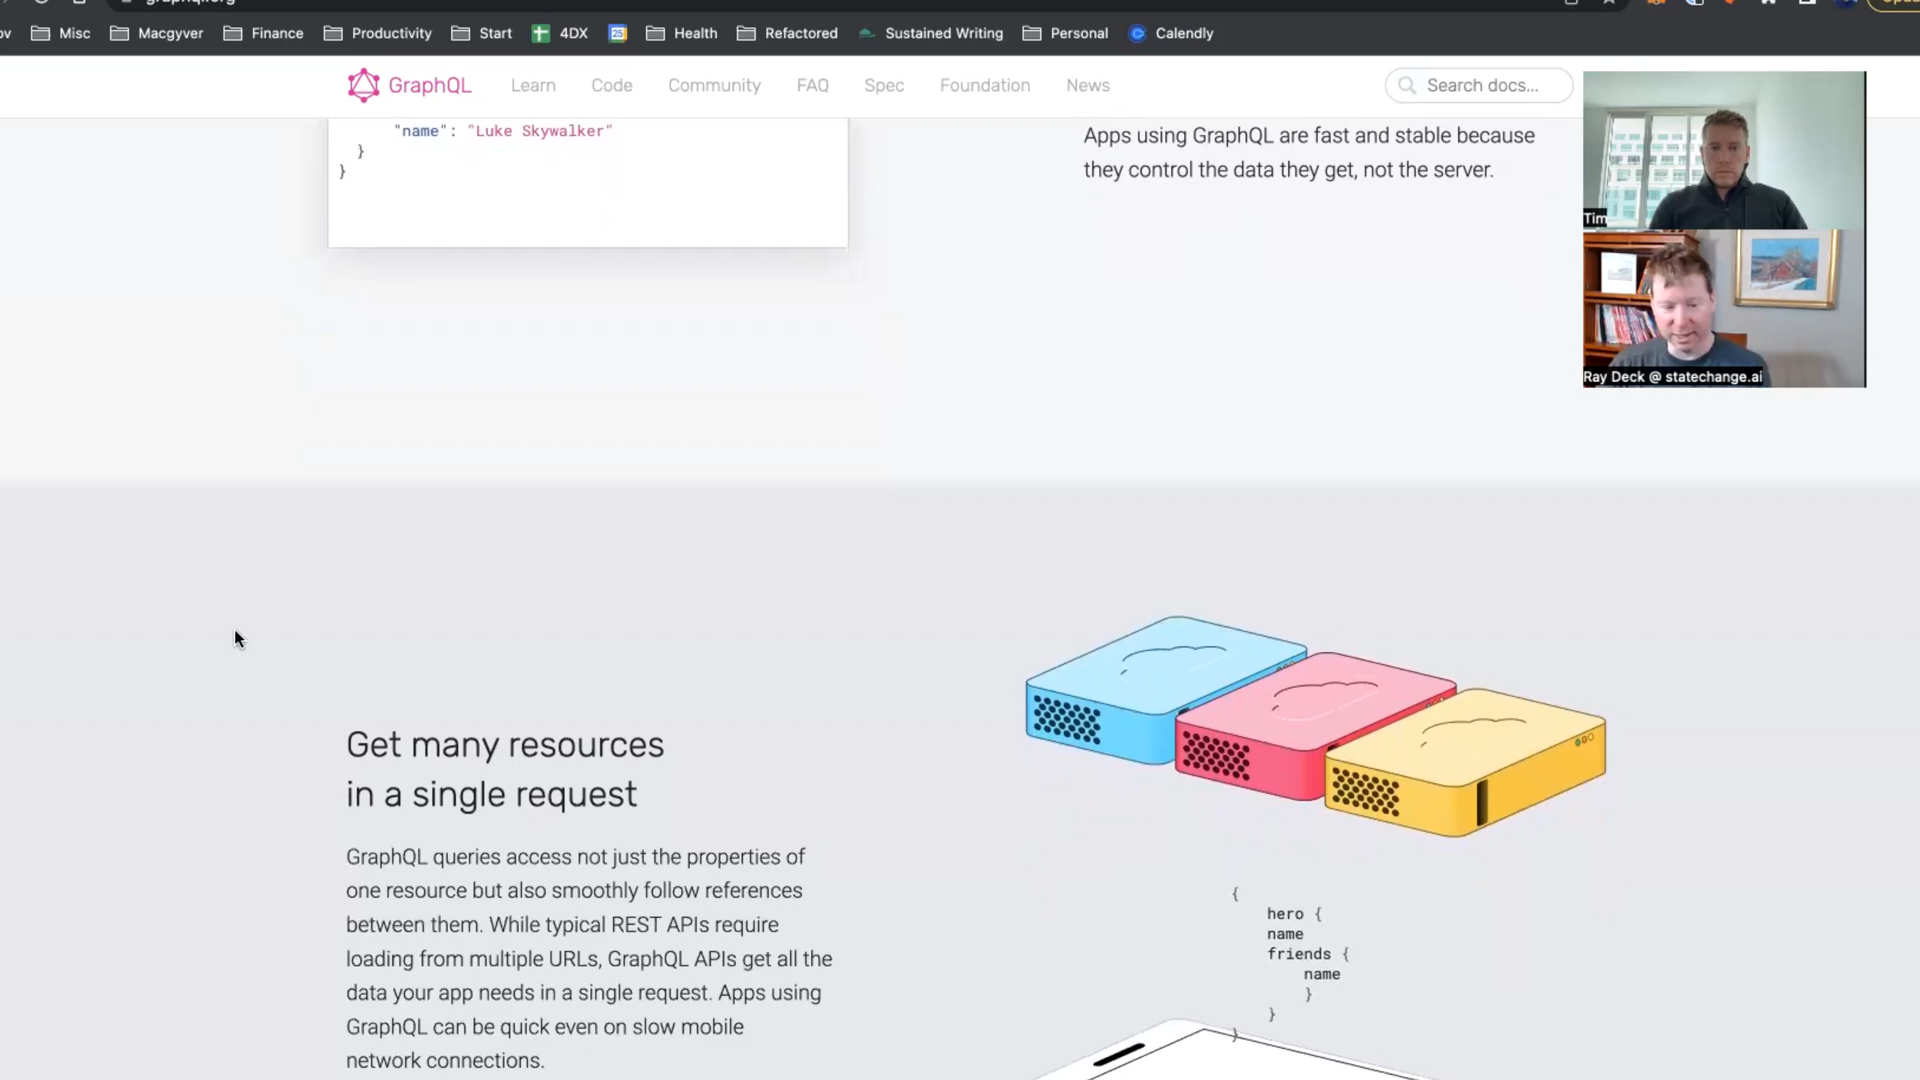 Misc
Macgyver
Finance
Productivity
Start
4DX
25
Health
Refactored
Sustained Writing
Personal
Calendly
GraphQL
Learn
Code
Community
FAQ
Spec
Foundation
News
Search docs...
"name": "Luke Skywalker"
}
}
Apps using GraphQL are fast and stable because
they control the data they get, not the server.
Tim
Ray Deck @ statechange.ai
Get many resources
in a single request
GraphQL queries access not just the properties of
one resource but also smoothly follow references
between them. While typical REST APIs require
loading from multiple URLs, GraphQL APIs get all the
data your app needs in a single request. Apps using
GraphQL can be quick even on slow mobile
network connections.
{
hero {
name
friends {
name
}
}
}